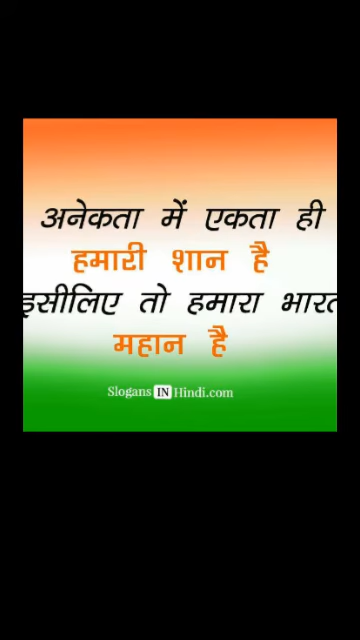 अनेकता में एकता ही
हमारी शान है
इसीलिए तो हमारा भारत
महान है
Slogans IN Hindi.com